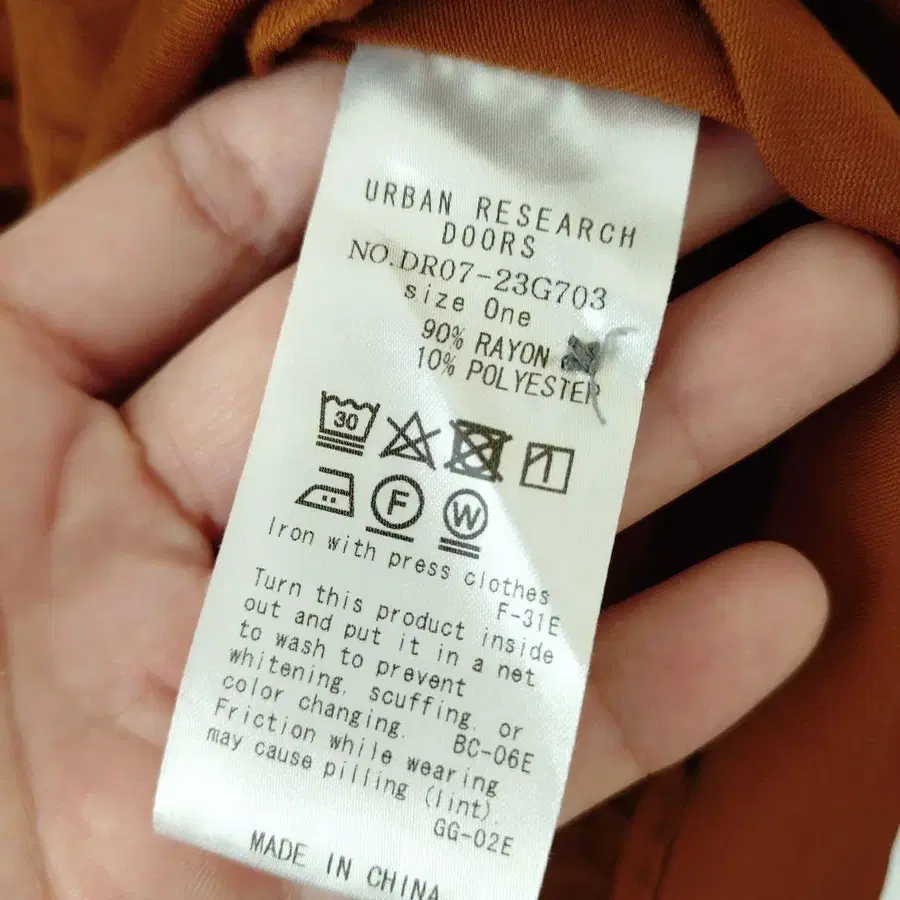 URBAN RESEARCH
DOORS
NO.DR07-23G703
size One
90% RAYON
10% POLYESTER
30
F W
Iron with press clothes
F-31E
Turn this product inside
out and put it in a net
to wash to prevent
whitening, scuffing, or
color changing. BC-06E
Friction while wearing
may cause pilling (lint).
GG-02E
MADE IN CHINA